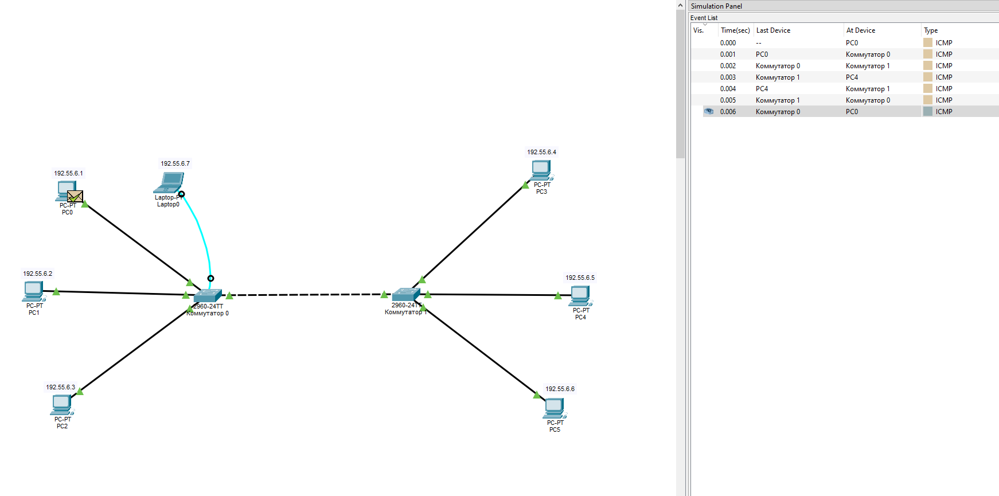 Simulation Panel
Event List
Vis. Time(sec) Last Device At Device Type
0.000 -- PC0 ICMP
0.001 PC0 Коммутатор 0 ICMP
0.002 Коммутатор 0 Коммутатор 1 ICMP
0.003 Коммутатор 1 PC4 ICMP
0.004 PC4 Коммутатор 1 ICMP
0.005 Коммутатор 1 Коммутатор 0 ICMP
0.006 Коммутатор 0 PC0 ICMP
192.55.6.4
PC-PT
PC3
192.55.6.7
Laptop-PT
Laptop0
192.55.6.1
PC-PT
PC0
192.55.6.2
PC-PT
PC1
2960-24TT
Коммутатор 0
2960-24TT
Коммутатор 1
192.55.6.5
PC-PT
PC4
192.55.6.3
PC-PT
PC2
192.55.6.6
PC-PT
PC5